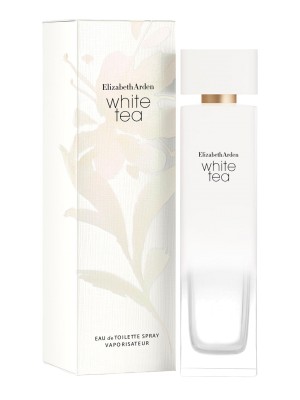 Elizabeth Arden
white
tea
EAU de TOILETTE SPRAY
VAPORISATEUR
Elizabeth Arden
white
tea